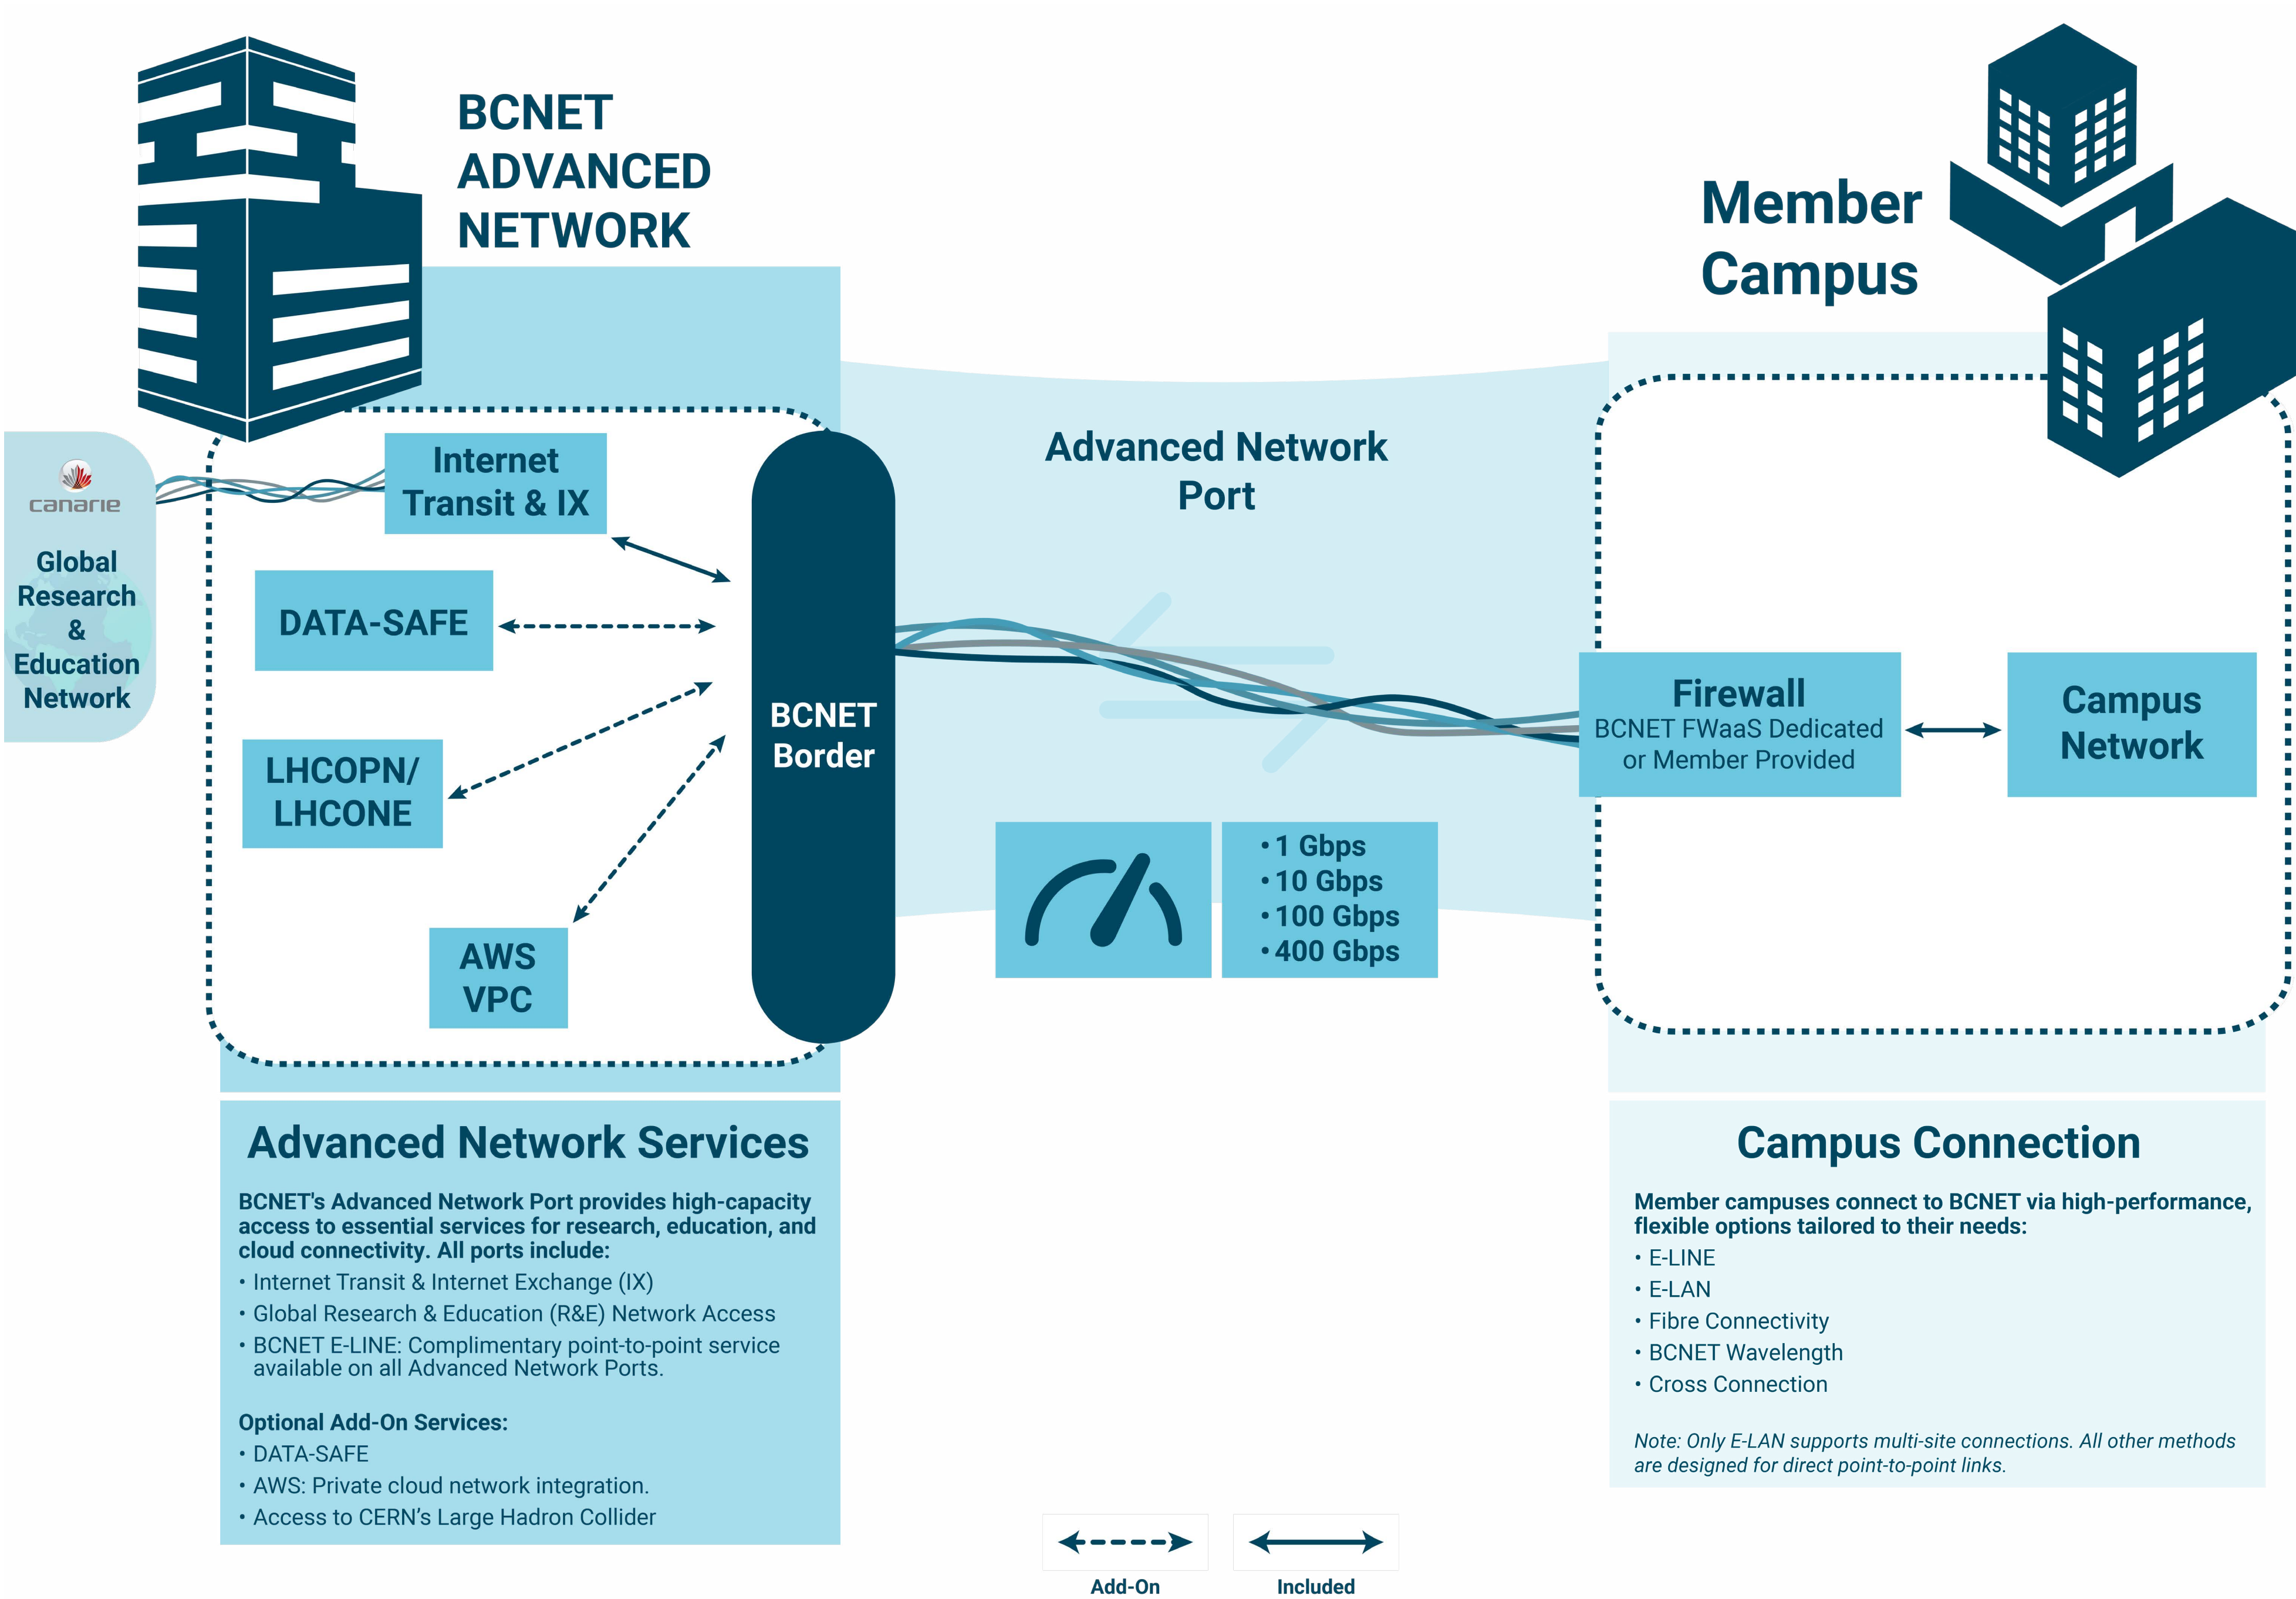 BCNET
ADVANCED
NETWORK
Member
Campus
canarie
Global
Research
&
Education
Network
Internet
Transit & IX
DATA-SAFE
LHCOPN/
LHCONE
AWS
VPC
BCNET
Border
Advanced Network
Port
• 1 Gbps
• 10 Gbps
• 100 Gbps
• 400 Gbps
Firewall
BCNET FWaaS Dedicated
or Member Provided
Campus
Network
Advanced Network Services
BCNET's Advanced Network Port provides high-capacity
access to essential services for research, education, and
cloud connectivity. All ports include:
• Internet Transit & Internet Exchange (IX)
• Global Research & Education (R&E) Network Access
• BCNET E-LINE: Complimentary point-to-point service
available on all Advanced Network Ports.
Optional Add-On Services:
• DATA-SAFE
• AWS: Private cloud network integration.
• Access to CERN’s Large Hadron Collider
Campus Connection
Member campuses connect to BCNET via high-performance,
flexible options tailored to their needs:
• E-LINE
• E-LAN
• Fibre Connectivity
• BCNET Wavelength
• Cross Connection
Note: Only E-LAN supports multi-site connections. All other methods
are designed for direct point-to-point links.
Add-On
Included